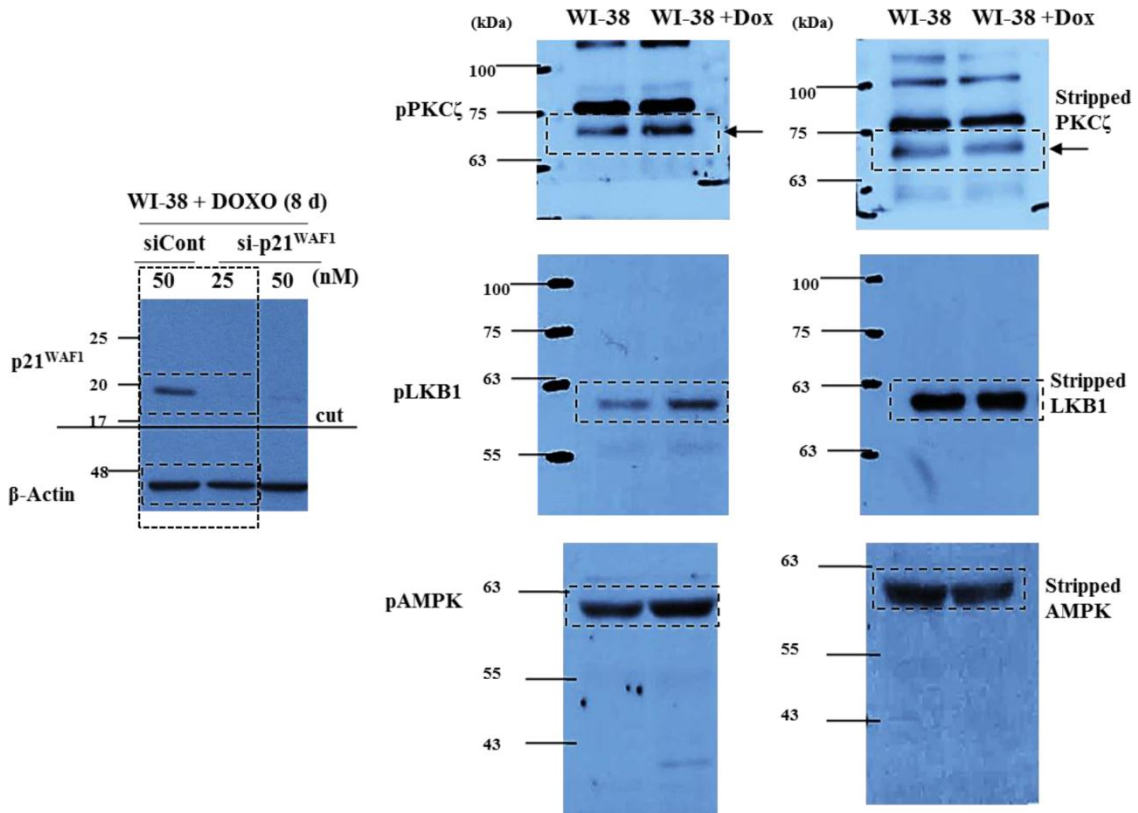 WI-38 + DOXO (8 d)
siCont si-p21WAF1
50 25 50 (nM)
25
p21WAF1
20
17
cut
48
β-Actin
(kDa) WI-38 WI-38 +Dox
100
pPKCζ 75
63
(kDa) WI-38 WI-38 +Dox
100
Stripped
PKCζ
75
63
100
75
63
pLKB1
55
100
75
63
Stripped
LKB1
63
63
pAMPK
55
43
63
Stripped
AMPK
55
43